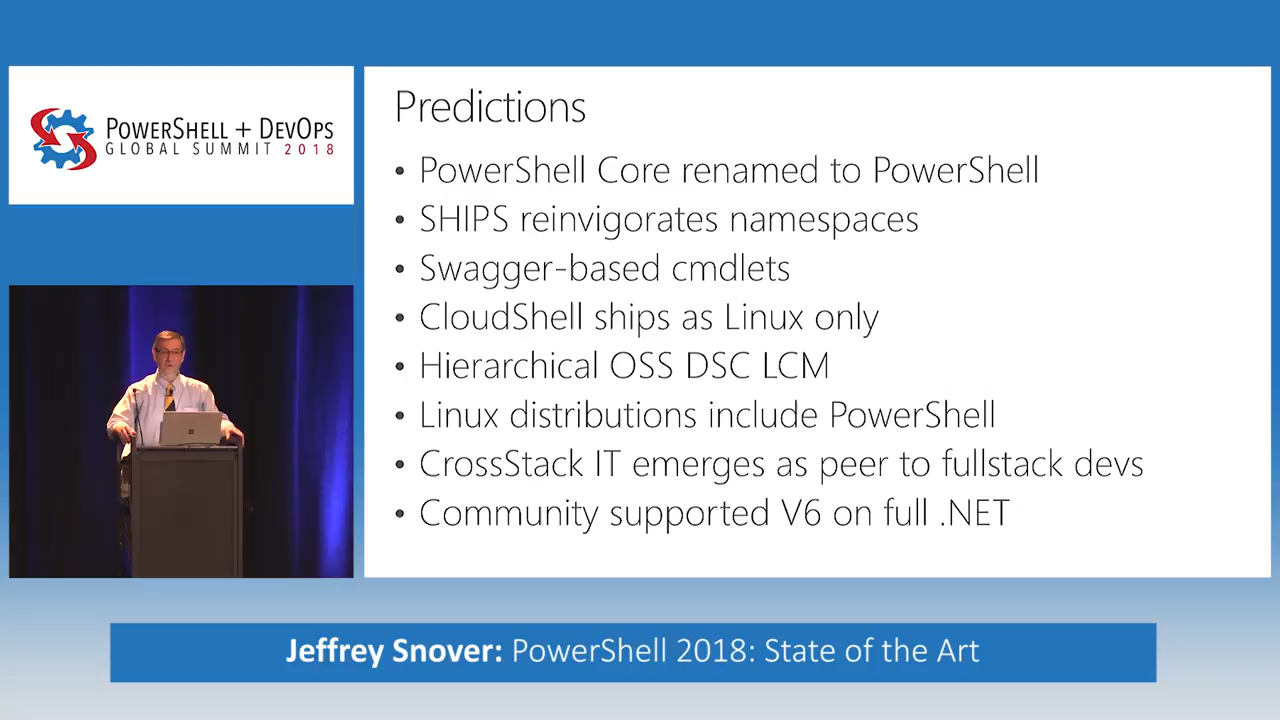 POWERSHELL + DEVOPS
GLOBAL SUMMIT 2018
Predictions
• PowerShell Core renamed to PowerShell
• SHIPS reinvigorates namespaces
• Swagger-based cmdlets
• CloudShell ships as Linux only
• Hierarchical OSS DSC LCM
• Linux distributions include PowerShell
• CrossStack IT emerges as peer to fullstack devs
• Community supported V6 on full .NET
Jeffrey Snover: PowerShell 2018: State of the Art